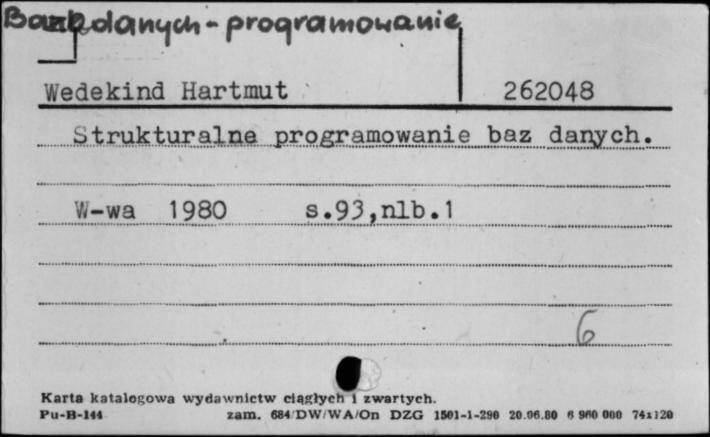 Bazy danych - programowanie
Wedekind Hartmut 262048
Strukturalne programowanie baz danych.
W-wa 1980 s.93,nlb.1
6
Karta katalogowa wydawnictw ciągłych i zwartych.
Pu-B-144 zam. 684/DW/WA/On DZG 1501-1-290 20.06.80 6 960 000 74x120